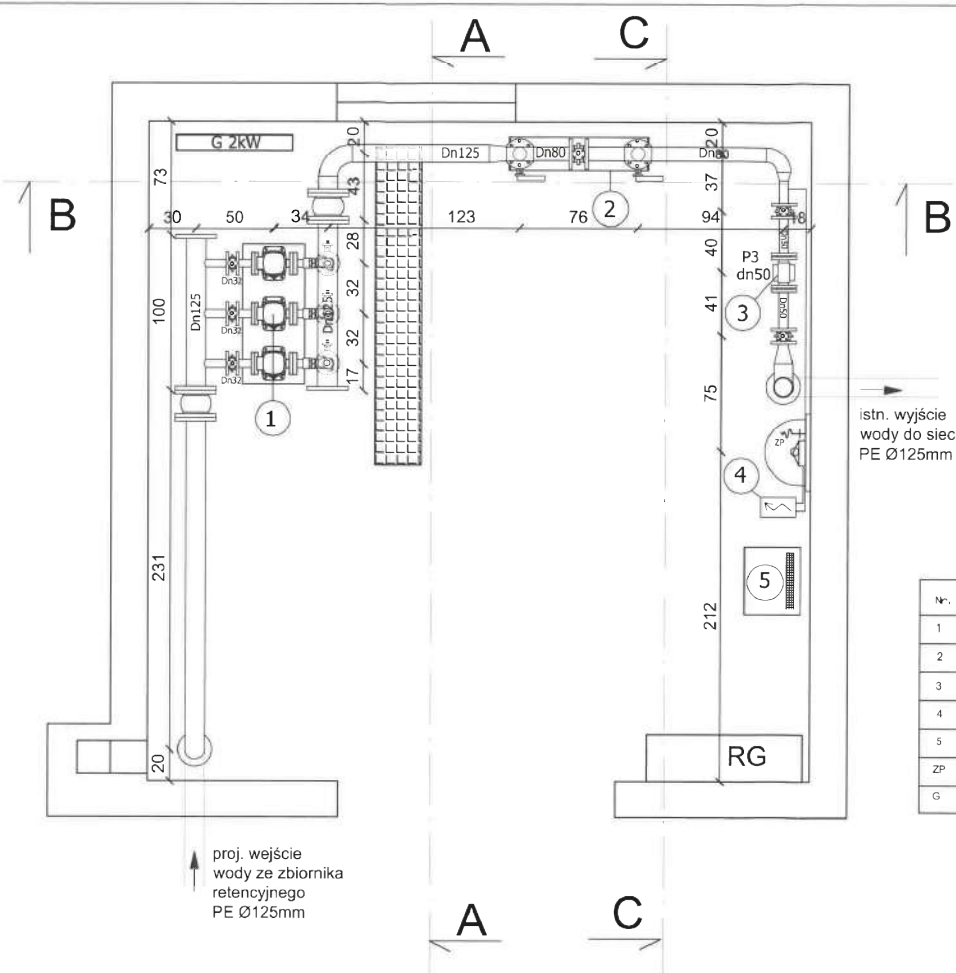 A
C
G 2kW
20
Dn125
Dn80
Dn80
20
73
43
37
B
B
2
30
50
34
123
76
94
18
28
40
Dn50
P3
dn50
Dn32
32
Dn125
Dn125
100
Dn32
3
41
Dn50
32
Dn32
17
1
75
istn. wyjście
wody do siec
PE Ø125mm
ZP
4
231
5
212
Nr.
1
2
3
4
5
ZP
G
20
RG
proj. wejście
wody ze zbiornika
retencyjnego
PE Ø125mm
A
C